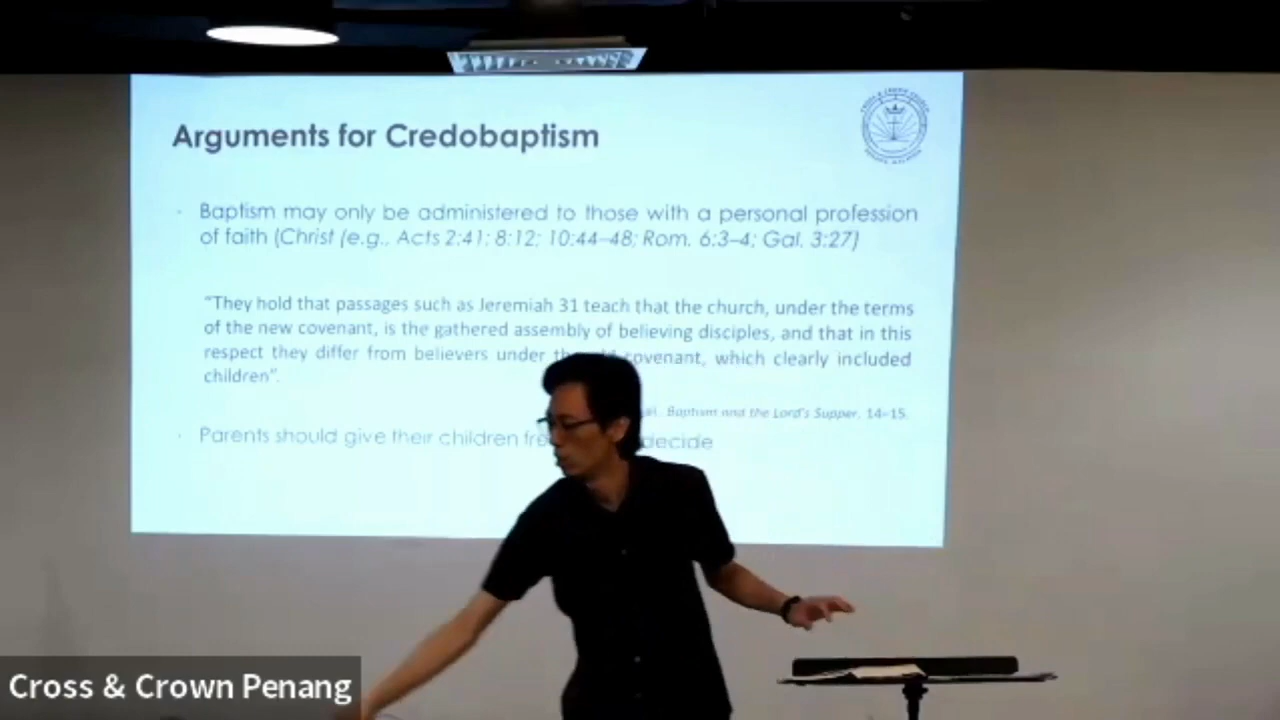 Arguments for Credobaptism
CROSS & CROWN CHURCH
· Baptism may only be administered to those with a personal profession
of faith (Christ (e.g., Acts 2:41; 8:12; 10:44–48; Rom. 6:3–4; Gal. 3:27)
“They hold that passages such as Jeremiah 31 teach that the church, under the terms
of the new covenant, is the gathered assembly of believing disciples, and that in this
respect they differ from believers under covenant, which clearly included
children”.
Baptism and the Lord's Supper, 14–15.
· Parents should give their children decide
Cross & Crown Penang